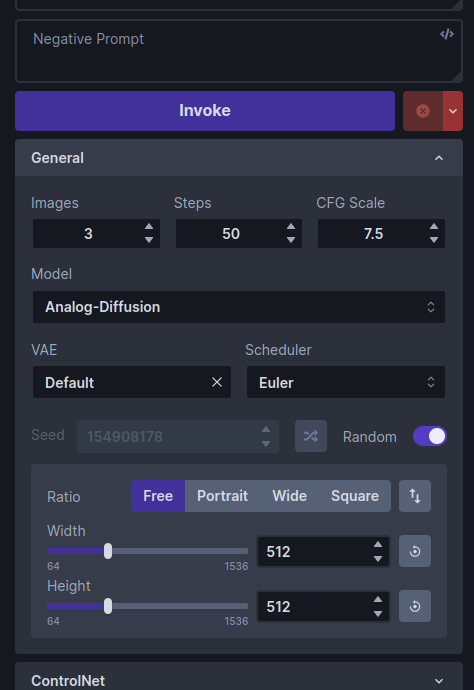 Negative Prompt
Invoke
General
Images Steps CFG Scale
3 50 7.5
Model
Analog-Diffusion
VAE Scheduler
Default Euler
Seed 154908178 Random
Ratio Free Portrait Wide Square
Width
512
64 1536
Height
512
64 1536
ControlNet